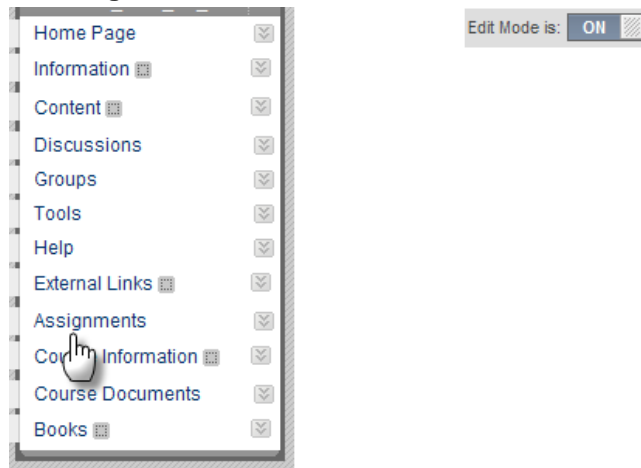 Home Page
Edit Mode is: ON
Information
Content
Discussions
Groups
Tools
Help
External Links
Assignments
Information
Course Documents
Books